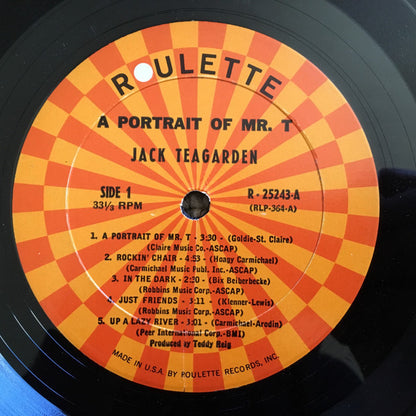 ROULETTE
A PORTRAIT OF MR. T
JACK TEAGARDEN
SIDE 1
33⅓ RPM
R - 25243-A
(RLP-364-A)
1. A PORTRAIT OF MR. T - 3:30 - (Goldie-St. Claire)
(Claire Music Co.-ASCAP)
2. ROCKIN' CHAIR - 4:53 - (Hoagy Carmichael)
(Carmichael Music Publ. Inc.-ASCAP)
3. IN THE DARK - 2:20 - (Bix Beiberbecke)
(Robbins Music Corp.-ASCAP)
4. JUST FRIENDS - 3:11 - (Klenner-Lewis)
(Robbins Music Corp.-ASCAP)
5. UP A LAZY RIVER - 3:01 - (Carmichael-Arodin)
(Peer International Corp.-BMI)
Produced by Teddy Reig
MADE IN U.S.A. BY ROULETTE RECORDS, INC.